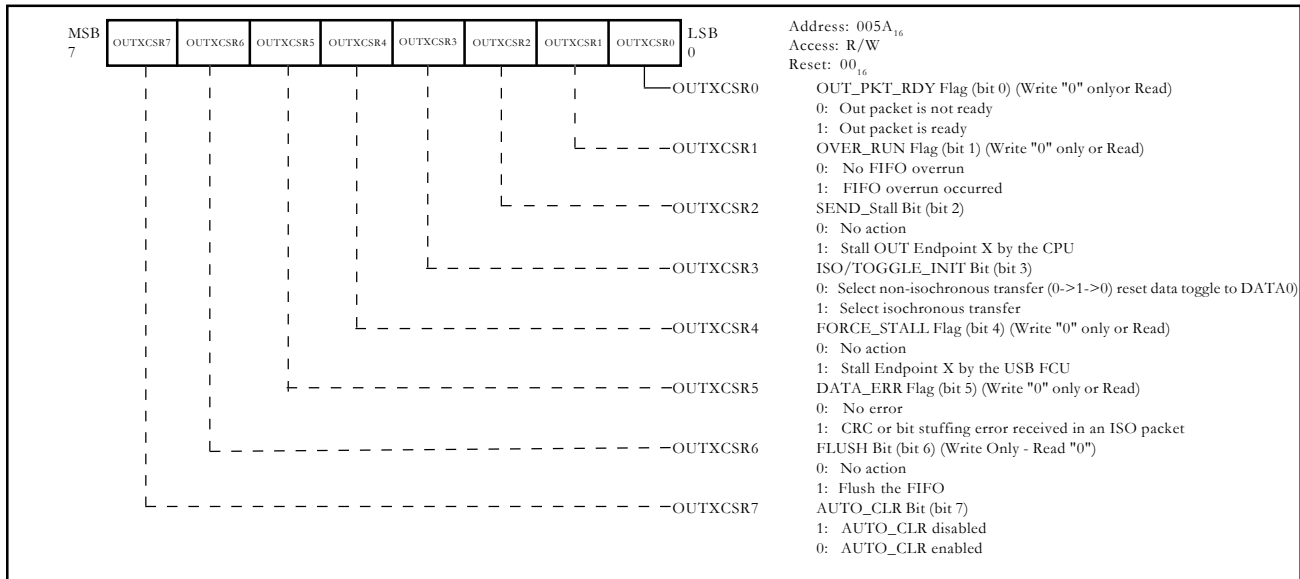 MSB OUTXCSR7 OUTXCSR6 OUTXCSR5 OUTXCSR4 OUTXCSR3 OUTXCSR2 OUTXCSR1 OUTXCSR0 LSB
7 0
Address: 005A16
Access: R/W
Reset: 0016
OUTXCSR0 OUT_PKT_RDY Flag (bit 0) (Write "0" onlyor Read)
0: Out packet is not ready
1: Out packet is ready
OUTXCSR1 OVER_RUN Flag (bit 1) (Write "0" only or Read)
0: No FIFO overrun
1: FIFO overrun occurred
OUTXCSR2 SEND_Stall Bit (bit 2)
0: No action
1: Stall OUT Endpoint X by the CPU
OUTXCSR3 ISO/TOGGLE_INIT Bit (bit 3)
0: Select non-isochronous transfer (0->1->0) reset data toggle to DATA0)
1: Select isochronous transfer
OUTXCSR4 FORCE_STALL Flag (bit 4) (Write "0" only or Read)
0: No action
1: Stall Endpoint X by the USB FCU
OUTXCSR5 DATA_ERR Flag (bit 5) (Write "0" only or Read)
0: No error
1: CRC or bit stuffing error received in an ISO packet
OUTXCSR6 FLUSH Bit (bit 6) (Write Only - Read "0")
0: No action
1: Flush the FIFO
OUTXCSR7 AUTO_CLR Bit (bit 7)
1: AUTO_CLR disabled
0: AUTO_CLR enabled